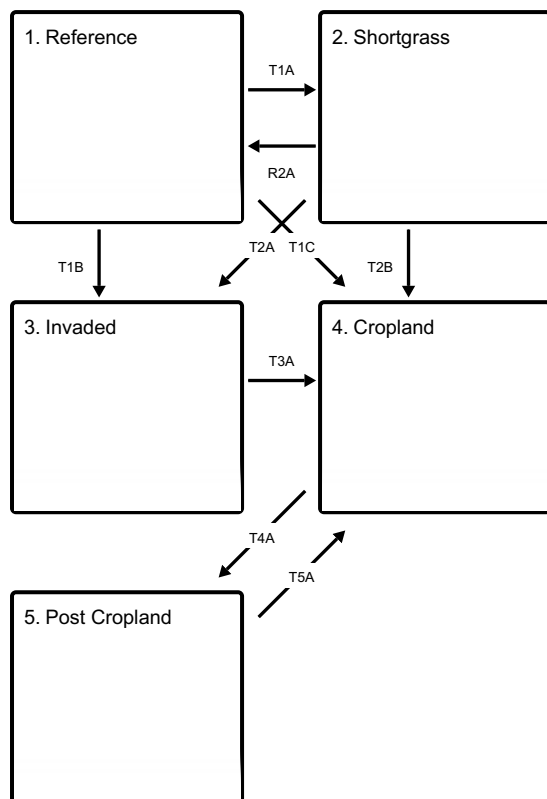 1. Reference
2. Shortgrass
T1A
R2A
T2A
T1C
T1B
T2B
3. Invaded
4. Cropland
T3A
T4A
T5A
5. Post Cropland